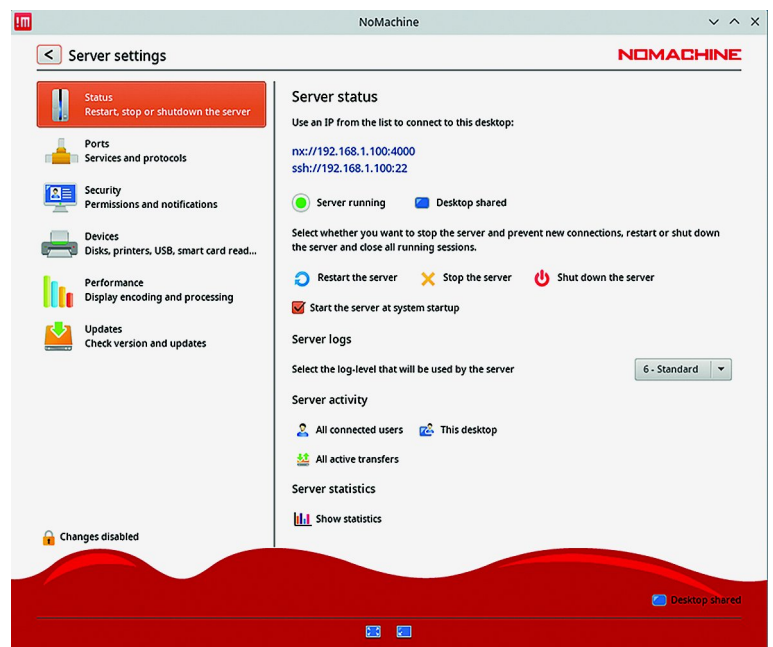 !m
NoMachine
< Server settings
NOMACHINE
Status
Restart, stop or shutdown the server
Ports
Services and protocols
Security
Permissions and notifications
Devices
Disks, printers, USB, smart card read...
Performance
Display encoding and processing
Updates
Check version and updates
Changes disabled
Server status
Use an IP from the list to connect to this desktop:
nx://192.168.1.100:4000
ssh://192.168.1.100:22
Server running Desktop shared
Select whether you want to stop the server and prevent new connections, restart or shut down
the server and close all running sessions.
Restart the server Stop the server Shut down the server
Start the server at system startup
Server logs
Select the log-level that will be used by the server 6 - Standard
Server activity
All connected users This desktop
All active transfers
Server statistics
Show statistics
Desktop shared